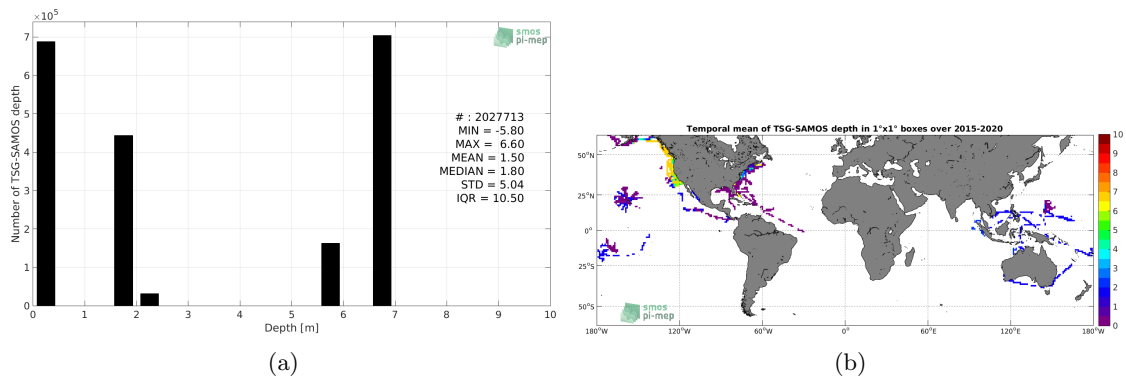 ×10⁵
7
6
5
4
3
2
1
0
Number of TSG-SAMOS depth
0 1 2 3 4 5 6 7 8 9 10
Depth [m]
smos
pi-mep
# : 2027713
MIN = -5.80
MAX = 6.60
MEAN = 1.50
MEDIAN = 1.80
STD = 5.04
IQR = 10.50
(a)
Temporal mean of TSG-SAMOS depth in 1°x1° boxes over 2015-2020
50°N
25°N
0°
25°S
50°S
180°W 120°W 60°W 0° 60°E 120°E 180°W
smos
pi-mep
10
9
8
7
6
5
4
3
2
1
0
(b)